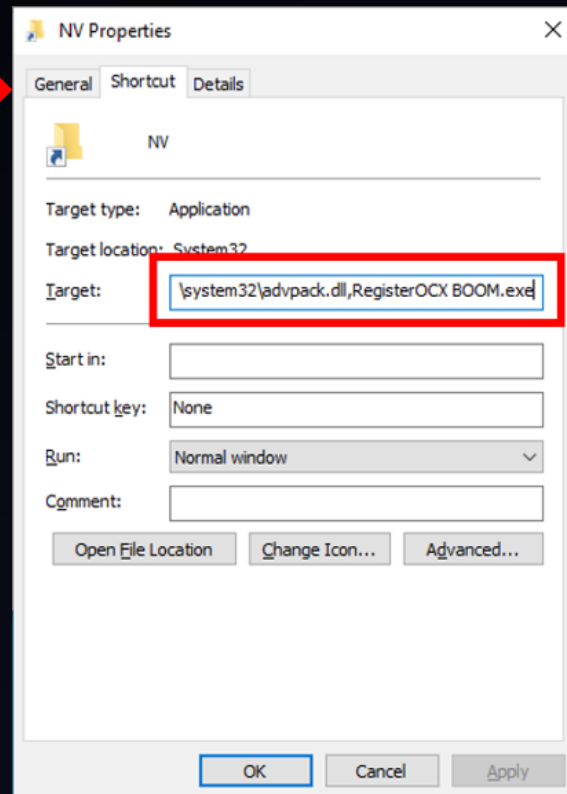 NV Properties
General Shortcut Details
NV
Target type: Application
Target location: System32
Target: \system32\advpack.dll,RegisterOCX BOOM.exe
Start in:
Shortcut key: None
Run: Normal window
Comment:
Open File Location Change Icon... Advanced...
OK Cancel Apply